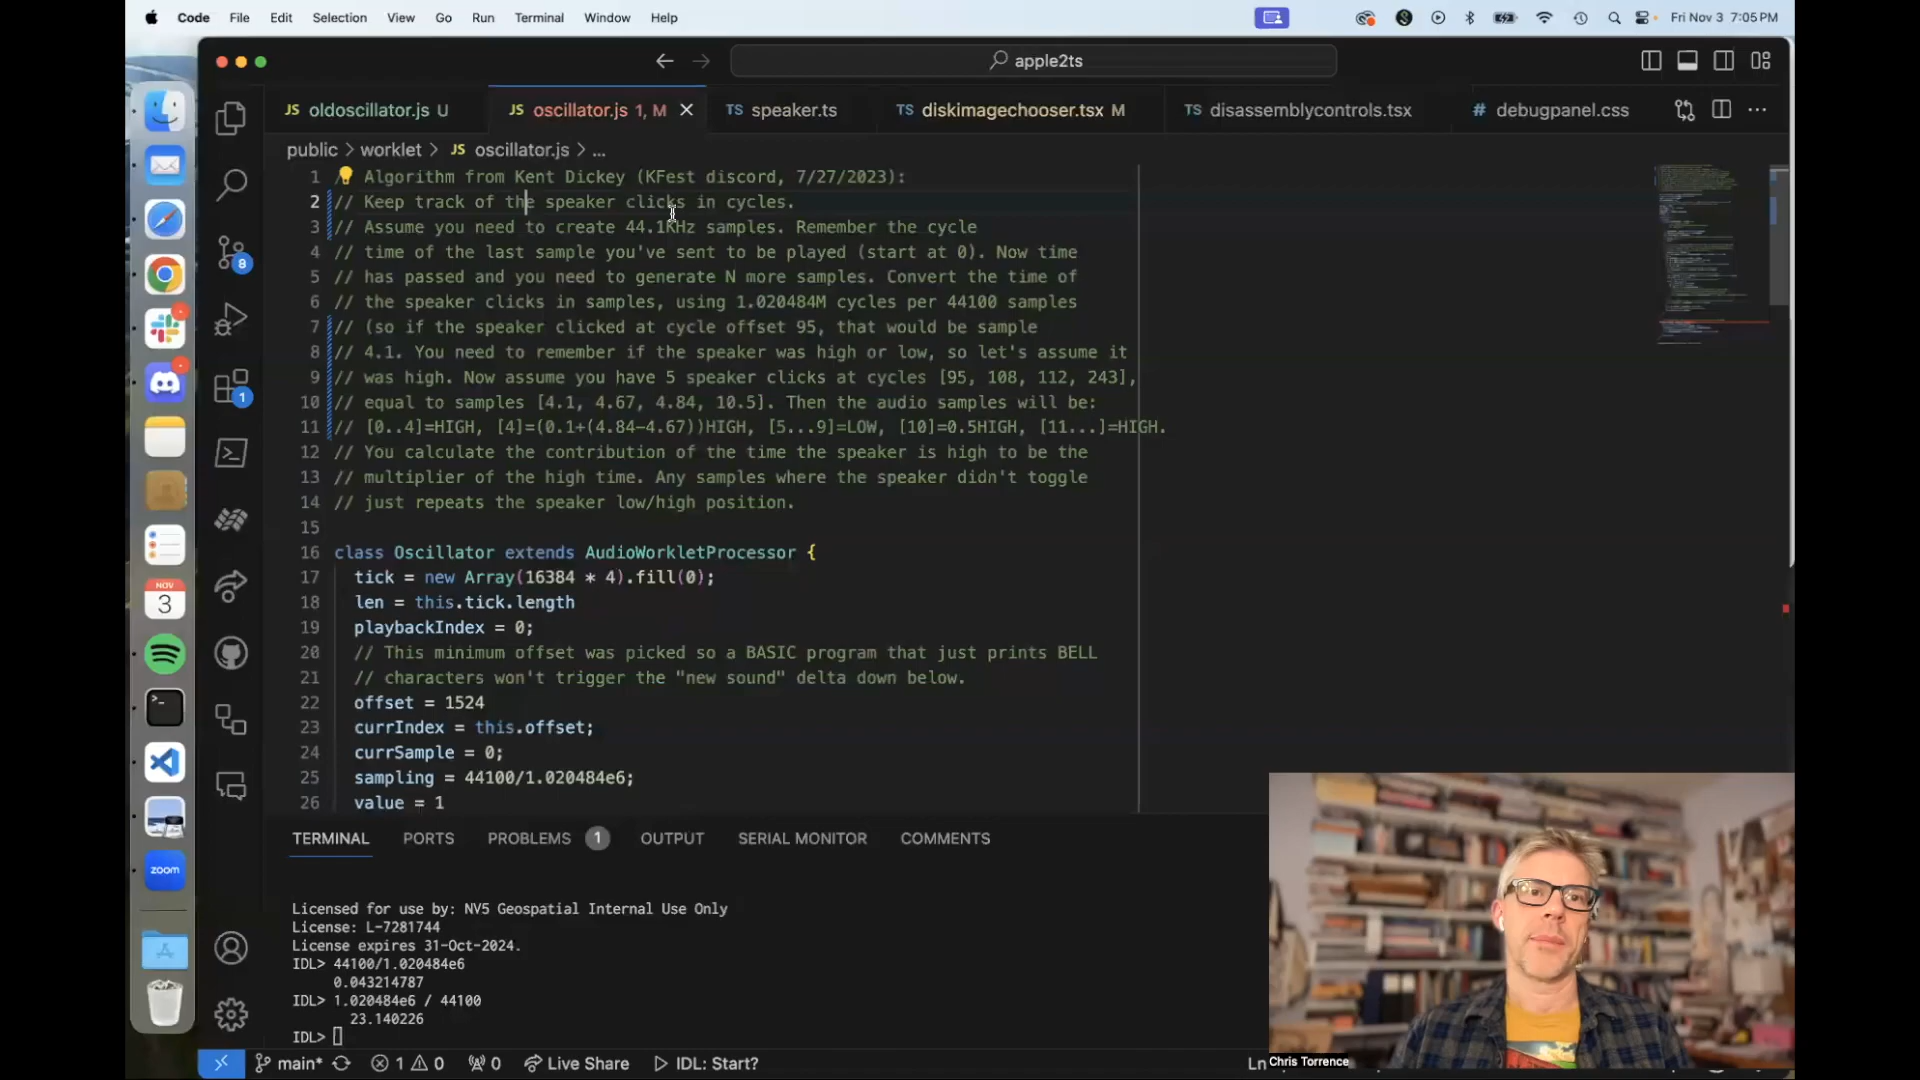 Code File Edit Selection View Go Run Terminal Window Help Fri Nov 3 7:05 PM
apple2ts
JS oldoscillator.js U JS oscillator.js 1, M TS speaker.ts TS diskimagechooser.tsx M TS disassemblycontrols.tsx # debugpanel.css ...
public > worklet > JS oscillator.js > ...
1 / Algorithm from Kent Dickey (KFest discord, 7/27/2023):
2 // Keep track of the speaker clicks in cycles.
3 // Assume you need to create 44.1KHz samples. Remember the cycle
4 // time of the last sample you've sent to be played (start at 0). Now time
5 // has passed and you need to generate N more samples. Convert the time of
6 // the speaker clicks in samples, using 1.020484M cycles per 44100 samples
7 // (so if the speaker clicked at cycle offset 95, that would be sample
8 // 4.1. You need to remember if the speaker was high or low, so let's assume it
9 // was high. Now assume you have 5 speaker clicks at cycles [95, 108, 112, 243],
10 // equal to samples [4.1, 4.67, 4.84, 10.5]. Then the audio samples will be:
11 // [0..4]=HIGH, [4]=(0.1+(4.84-4.67))HIGH, [5...9]=LOW, [10]=0.5HIGH, [11...]=HIGH.
12 // You calculate the contribution of the time the speaker is high to be the
13 // multiplier of the high time. Any samples where the speaker didn't toggle
14 // just repeats the speaker low/high position.
15
16 class Oscillator extends AudioWorkletProcessor {
17 tick = new Array(16384 * 4).fill(0);
18 len = this.tick.length
19 playbackIndex = 0;
20 // This minimum offset was picked so a BASIC program that just prints BELL
21 // characters won't trigger the "new sound" delta down below.
22 offset = 1524
23 currIndex = this.offset;
24 currSample = 0;
25 sampling = 44100/1.020484e6;
26 value = 1
8
1
NOV
3
zoom
TERMINAL PORTS PROBLEMS 1 OUTPUT SERIAL MONITOR COMMENTS
Licensed for use by: NV5 Geospatial Internal Use Only
License: L-7281744
License expires 31-Oct-2024.
IDL> 44100/1.020484e6
0.043214787
IDL> 1.020484e6 / 44100
23.140226
IDL>
main* 1 0 0 Live Share IDL: Start? Ln
Chris Torrence